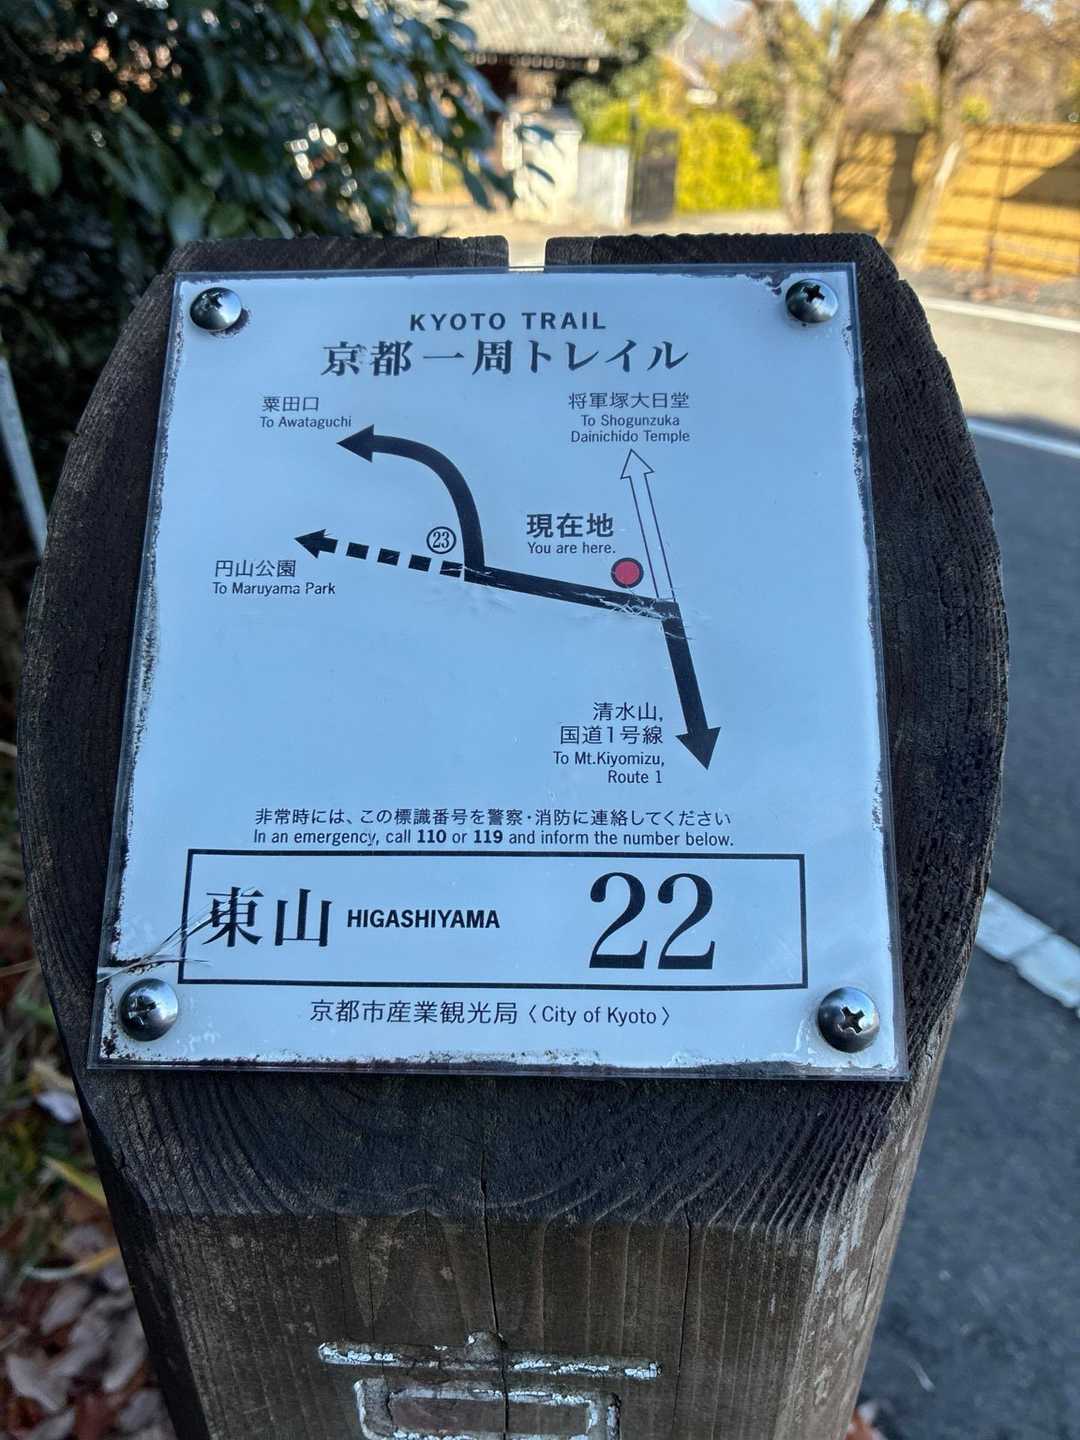 KYOTO TRAIL
京都一周トレイル
粟田口
To Awataguchi
将軍塚大日堂
To Shogunzuka
Dainichido Temple
現在地
You are here.
㉓
円山公園
To Maruyama Park
清水山,
国道1号線
To Mt.Kiyomizu,
Route 1
非常時には、この標識番号を警察・消防に連絡してください
In an emergency, call 110 or 119 and inform the number below.
東山 HIGASHIYAMA 22
京都市産業観光局〈City of Kyoto〉